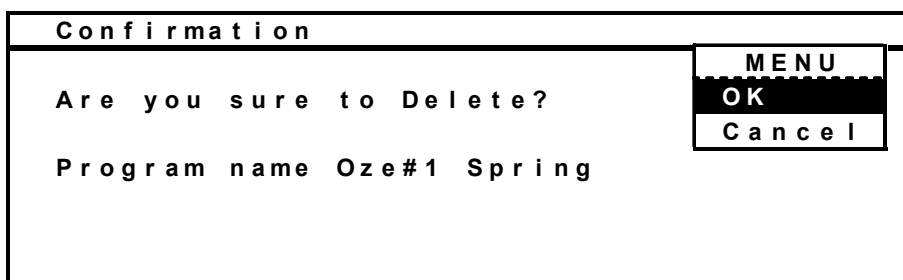 Confirmation
MENU
Are you sure to Delete?
OK
Cancel
Program name Oze#1 Spring